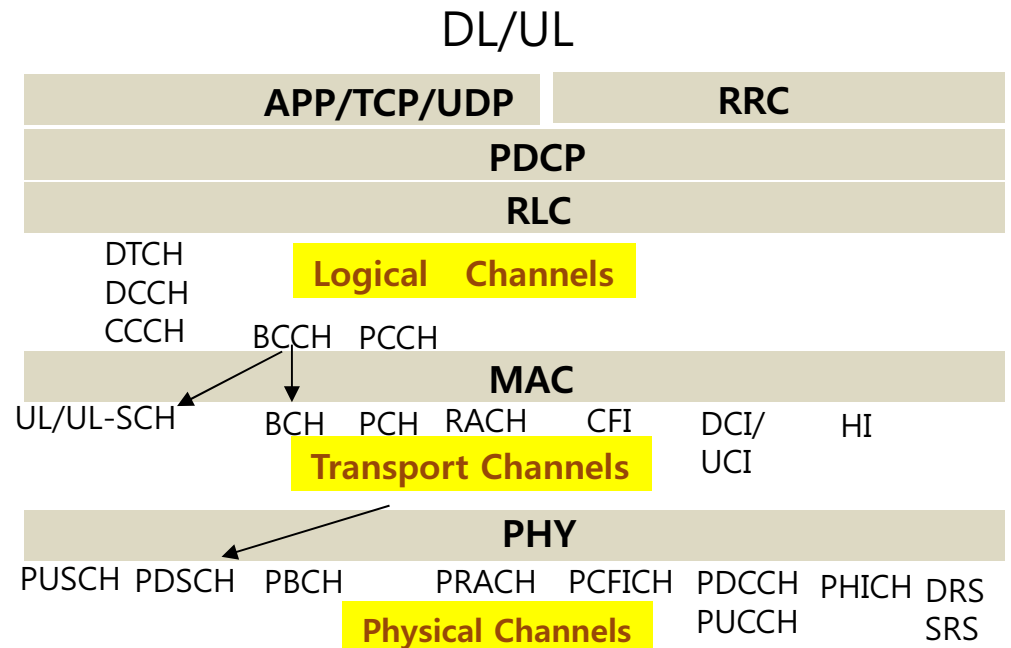 DL/UL
APP/TCP/UDP RRC
PDCP
RLC
DTCH
DCCH
CCCH
Logical Channels
BCCH PCCH
MAC
UL/UL-SCH BCH PCH RACH CFI DCI/ HI
UCI
Transport Channels
PHY
PUSCH PDSCH PBCH PRACH PCFICH PDCCH PHICH DRS
PUCCH SRS
Physical Channels